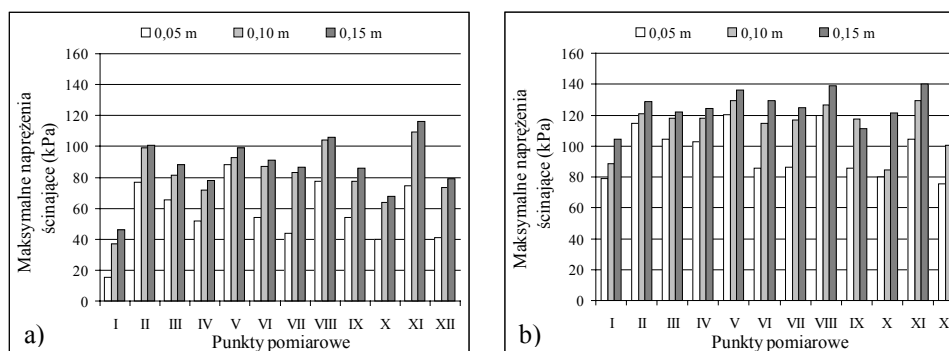 0,05 m 0,10 m 0,15 m
160
140
120
100
80
60
40
20
0
Maksymalne naprężenia
ścinające (kPa)
I II III IV V VI VII VIII IX X XI XII
Punkty pomiarowe
a)
0,05 m 0,10 m 0,15 m
160
140
120
100
80
60
40
20
0
Maksymalne naprężenia
ścinające (kPa)
I II III IV V VI VII VIII IX X XI X
Punkty pomiarowe
b)